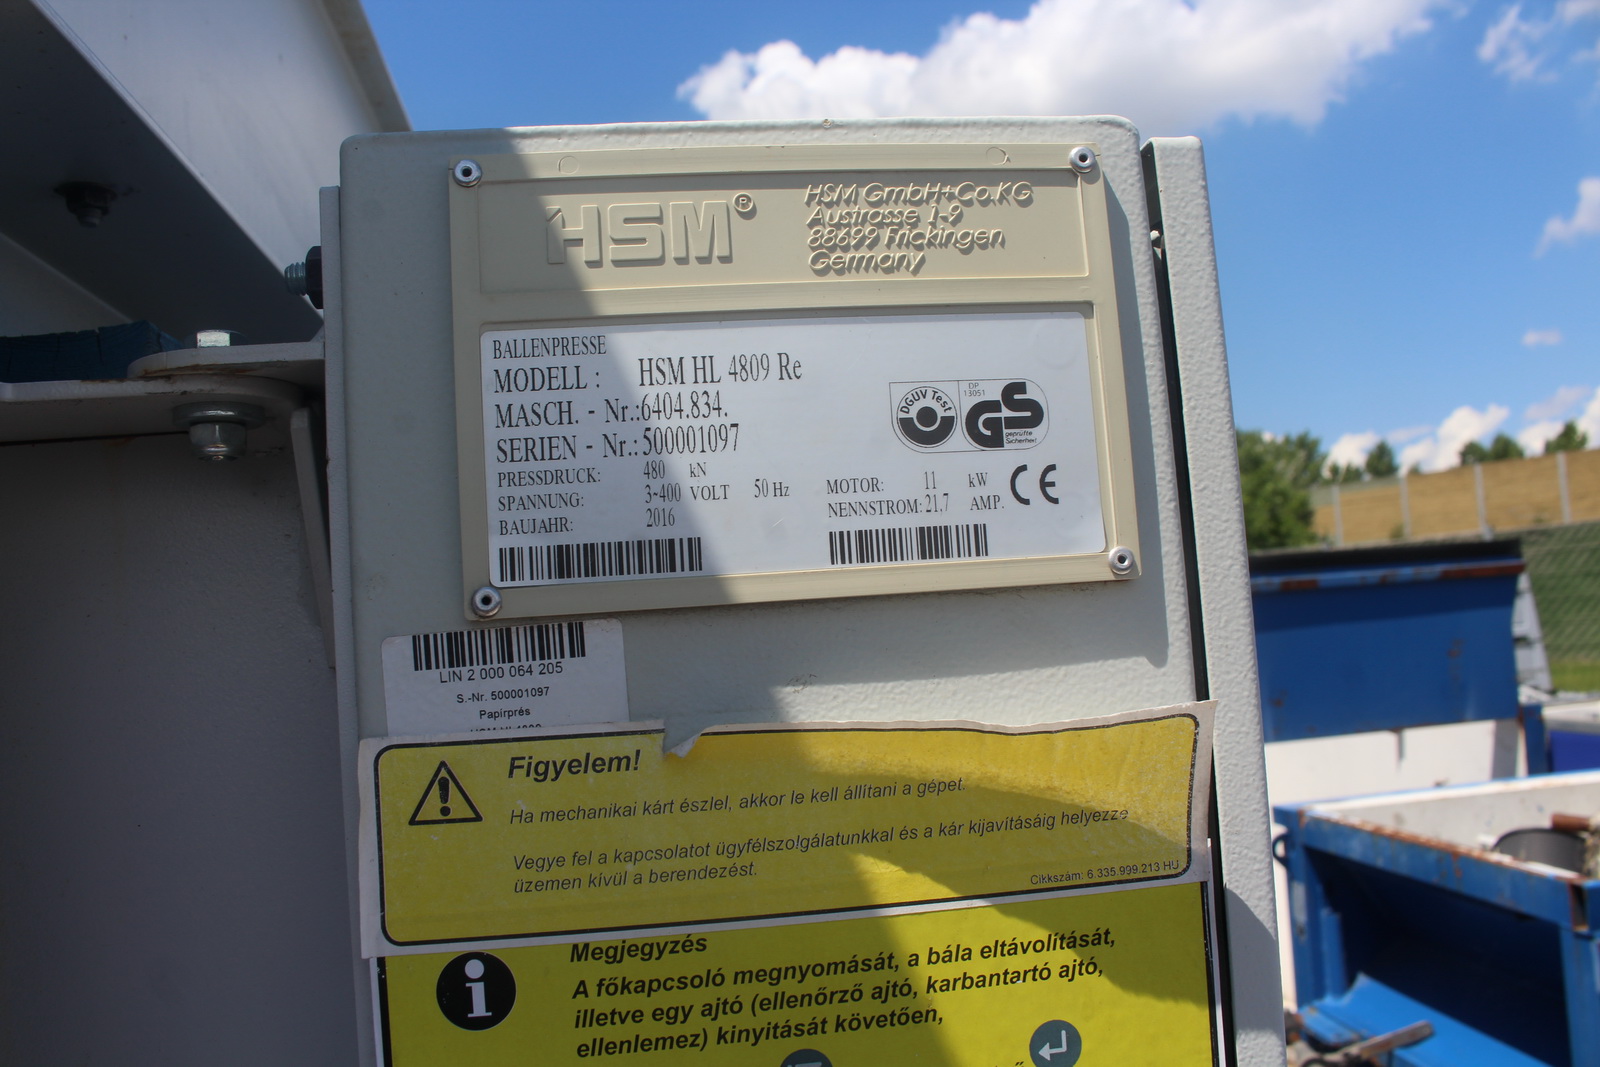 HSM®
HSM GmbH+Co.KG
Austrasse 1-9
88699 Frickingen
Germany
BALLENPRESSE
MODELL : HSM HL 4809 Re
MASCH. - Nr.:6404.834.
SERIEN - Nr.:500001097
PRESSDRUCK: 480 kN
SPANNUNG: 3~400 VOLT 50 Hz
BAUJAHR: 2016
MOTOR: 11 kW
NENNSTROM: 21,7 AMP.
DGUV Test
DP
13051
GS
geprüfte
Sicherheit
CE
LIN 2 000 064 205
S.-Nr. 500001097
Papírprés
Figyelem!
Ha mechanikai kárt észlel, akkor le kell állítani a gépet.
Vegye fel a kapcsolatot ügyfélszolgálatunkkal és a kár kijavításáig helyezze
üzemen kívül a berendezést.
Cikkszám: 6.335.999.213 HU
Megjegyzés
A főkapcsoló megnyomását, a bála eltávolítását,
illetve egy ajtó (ellenőrző ajtó, karbantartó ajtó,
ellenlemez) kinyitását követően,